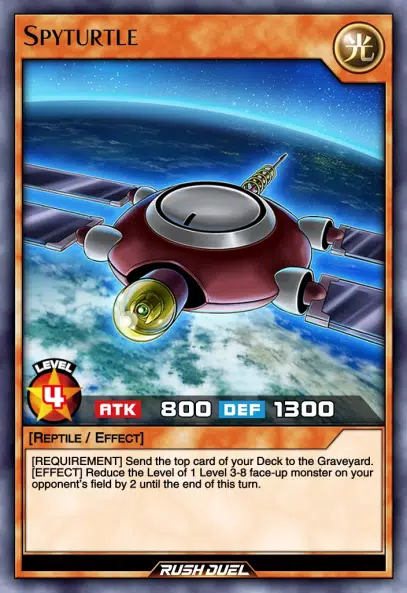 Spyturtle
光
LEVEL
4
ATK 800 DEF 1300
[Reptile / Effect]
[REQUIREMENT] Send the top card of your Deck to the Graveyard.
[EFFECT] Reduce the Level of 1 Level 3-8 face-up monster on your
opponent's field by 2 until the end of this turn.
RUSH DUEL